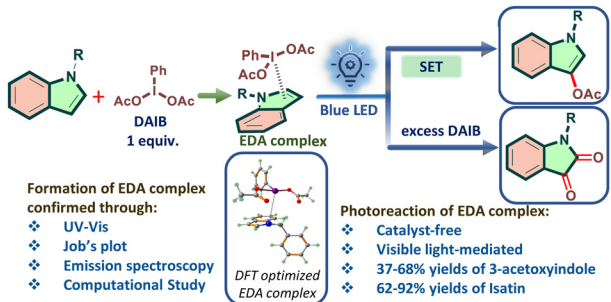 R
N
+
Ph
I
AcO
OAc
DAIB
1 equiv.
Ph
I
OAc
OAc
R
N
EDA complex
Blue LED
SET
excess DAIB
R
N
OAc
R
N
O
O
Formation of EDA complex
confirmed through:
❖ UV-Vis
❖ Job's plot
❖ Emission spectroscopy
❖ Computational Study
DFT optimized
EDA complex
Photoreaction of EDA complex:
❖ Catalyst-free
❖ Visible light-mediated
❖ 37-68% yields of 3-acetoxyindole
❖ 62-92% yields of Isatin